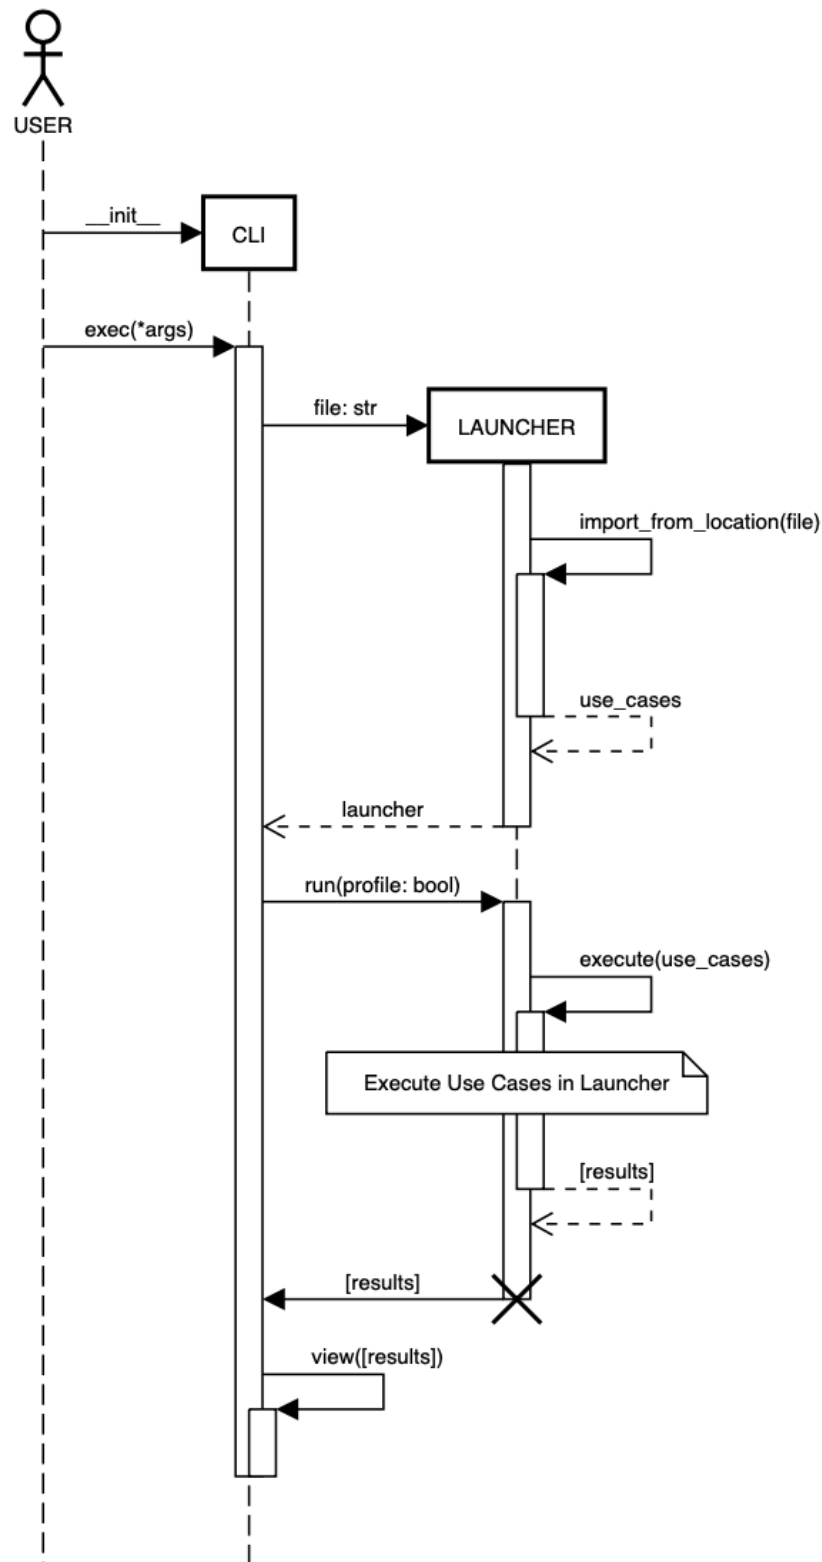 USER
__init__
CLI
exec(*args)
file: str
LAUNCHER
import_from_location(file)
use_cases
launcher
run(profile: bool)
execute(use_cases)
Execute Use Cases in Launcher
[results]
[results]
view([results])